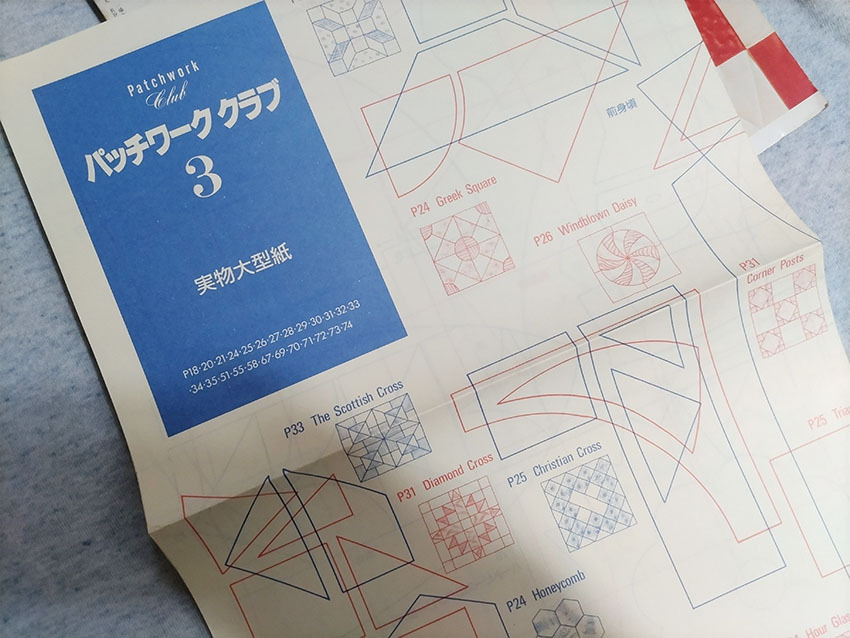 Patchwork
Club
パッチワーク クラブ
3
実物大型紙
P18・20・21・24・25・26・27・28・29・30・31・32・33
・34・35・51・55・58・67・69・70・71・72・73・74
前身頃
P24 Greek Square
P26 Windblown Daisy
P31
Corner Posts
P33 The Scottish Cross
P31 Diamond Cross
P25 Christian Cross
P25
P24 Honeycomb
Hour